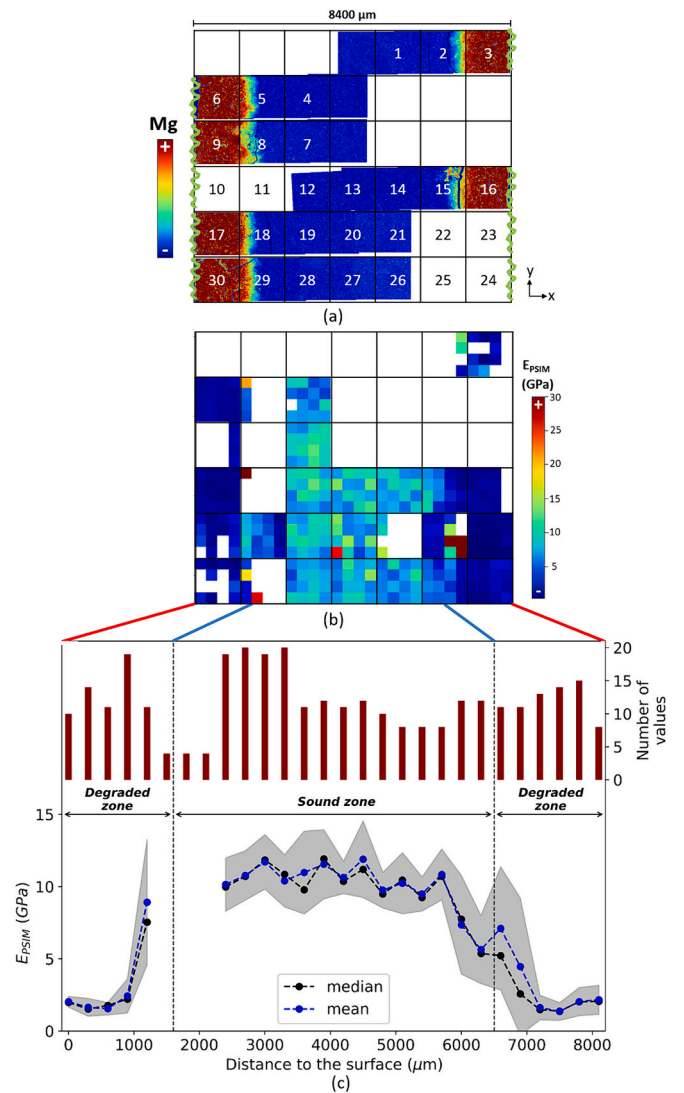 8400 μm
1 2 3
6 5 4
Mg
+
9 8 7
10 11 12 13 14 15 16
17 18 19 20 21 22 23
-
30 29 28 27 26 25 24
y
x
(a)
E_PSIM
(GPa)
30
+
25
20
15
10
5
-
(b)
20
15
10
5
0
Number of
values
Degraded
zone
Sound zone
Degraded
zone
15
10
5
0
E_PSIM (GPa)
median
mean
0 1000 2000 3000 4000 5000 6000 7000 8000
Distance to the surface (μm)
(c)